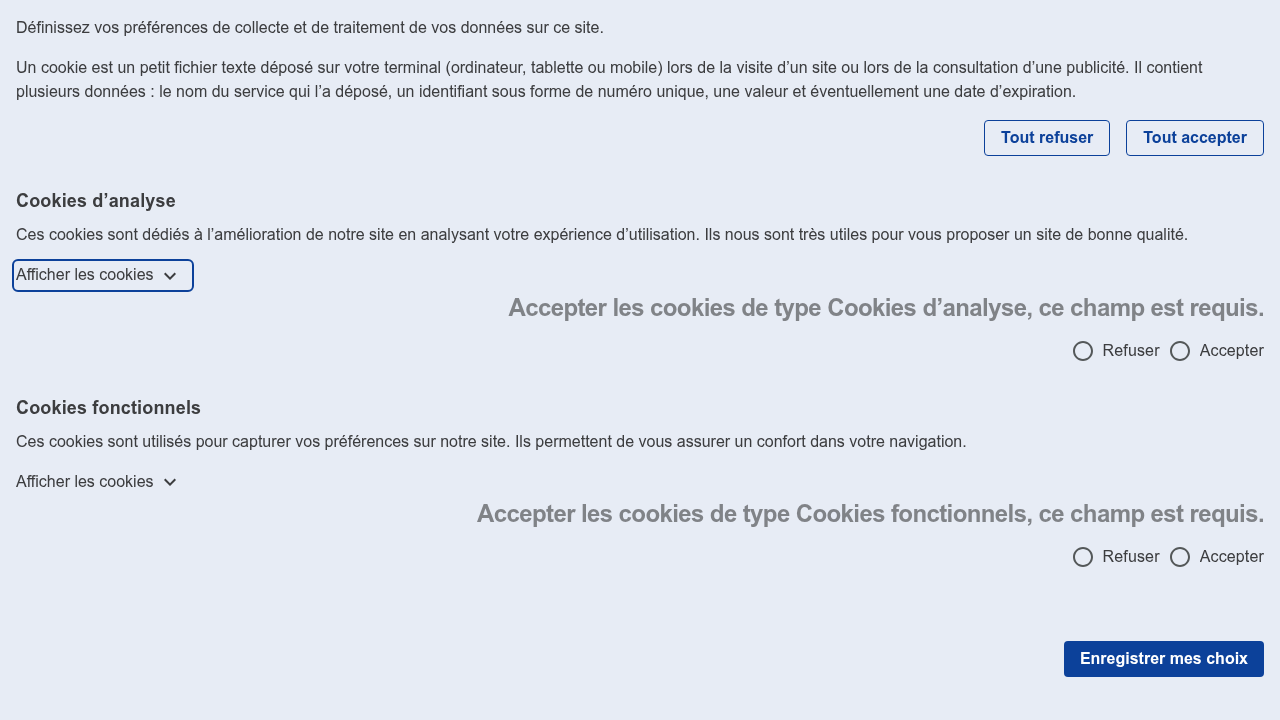 Définissez vos préférences de collecte et de traitement de vos données sur ce site.
Un cookie est un petit fichier texte déposé sur votre terminal (ordinateur, tablette ou mobile) lors de la visite d’un site ou lors de la consultation d’une publicité. Il contient
plusieurs données : le nom du service qui l’a déposé, un identifiant sous forme de numéro unique, une valeur et éventuellement une date d’expiration.
Tout refuser
Tout accepter
Cookies d’analyse
Ces cookies sont dédiés à l’amélioration de notre site en analysant votre expérience d’utilisation. Ils nous sont très utiles pour vous proposer un site de bonne qualité.
Afficher les cookies
Accepter les cookies de type Cookies d’analyse, ce champ est requis.
Refuser
Accepter
Cookies fonctionnels
Ces cookies sont utilisés pour capturer vos préférences sur notre site. Ils permettent de vous assurer un confort dans votre navigation.
Afficher les cookies
Accepter les cookies de type Cookies fonctionnels, ce champ est requis.
Refuser
Accepter
Enregistrer mes choix